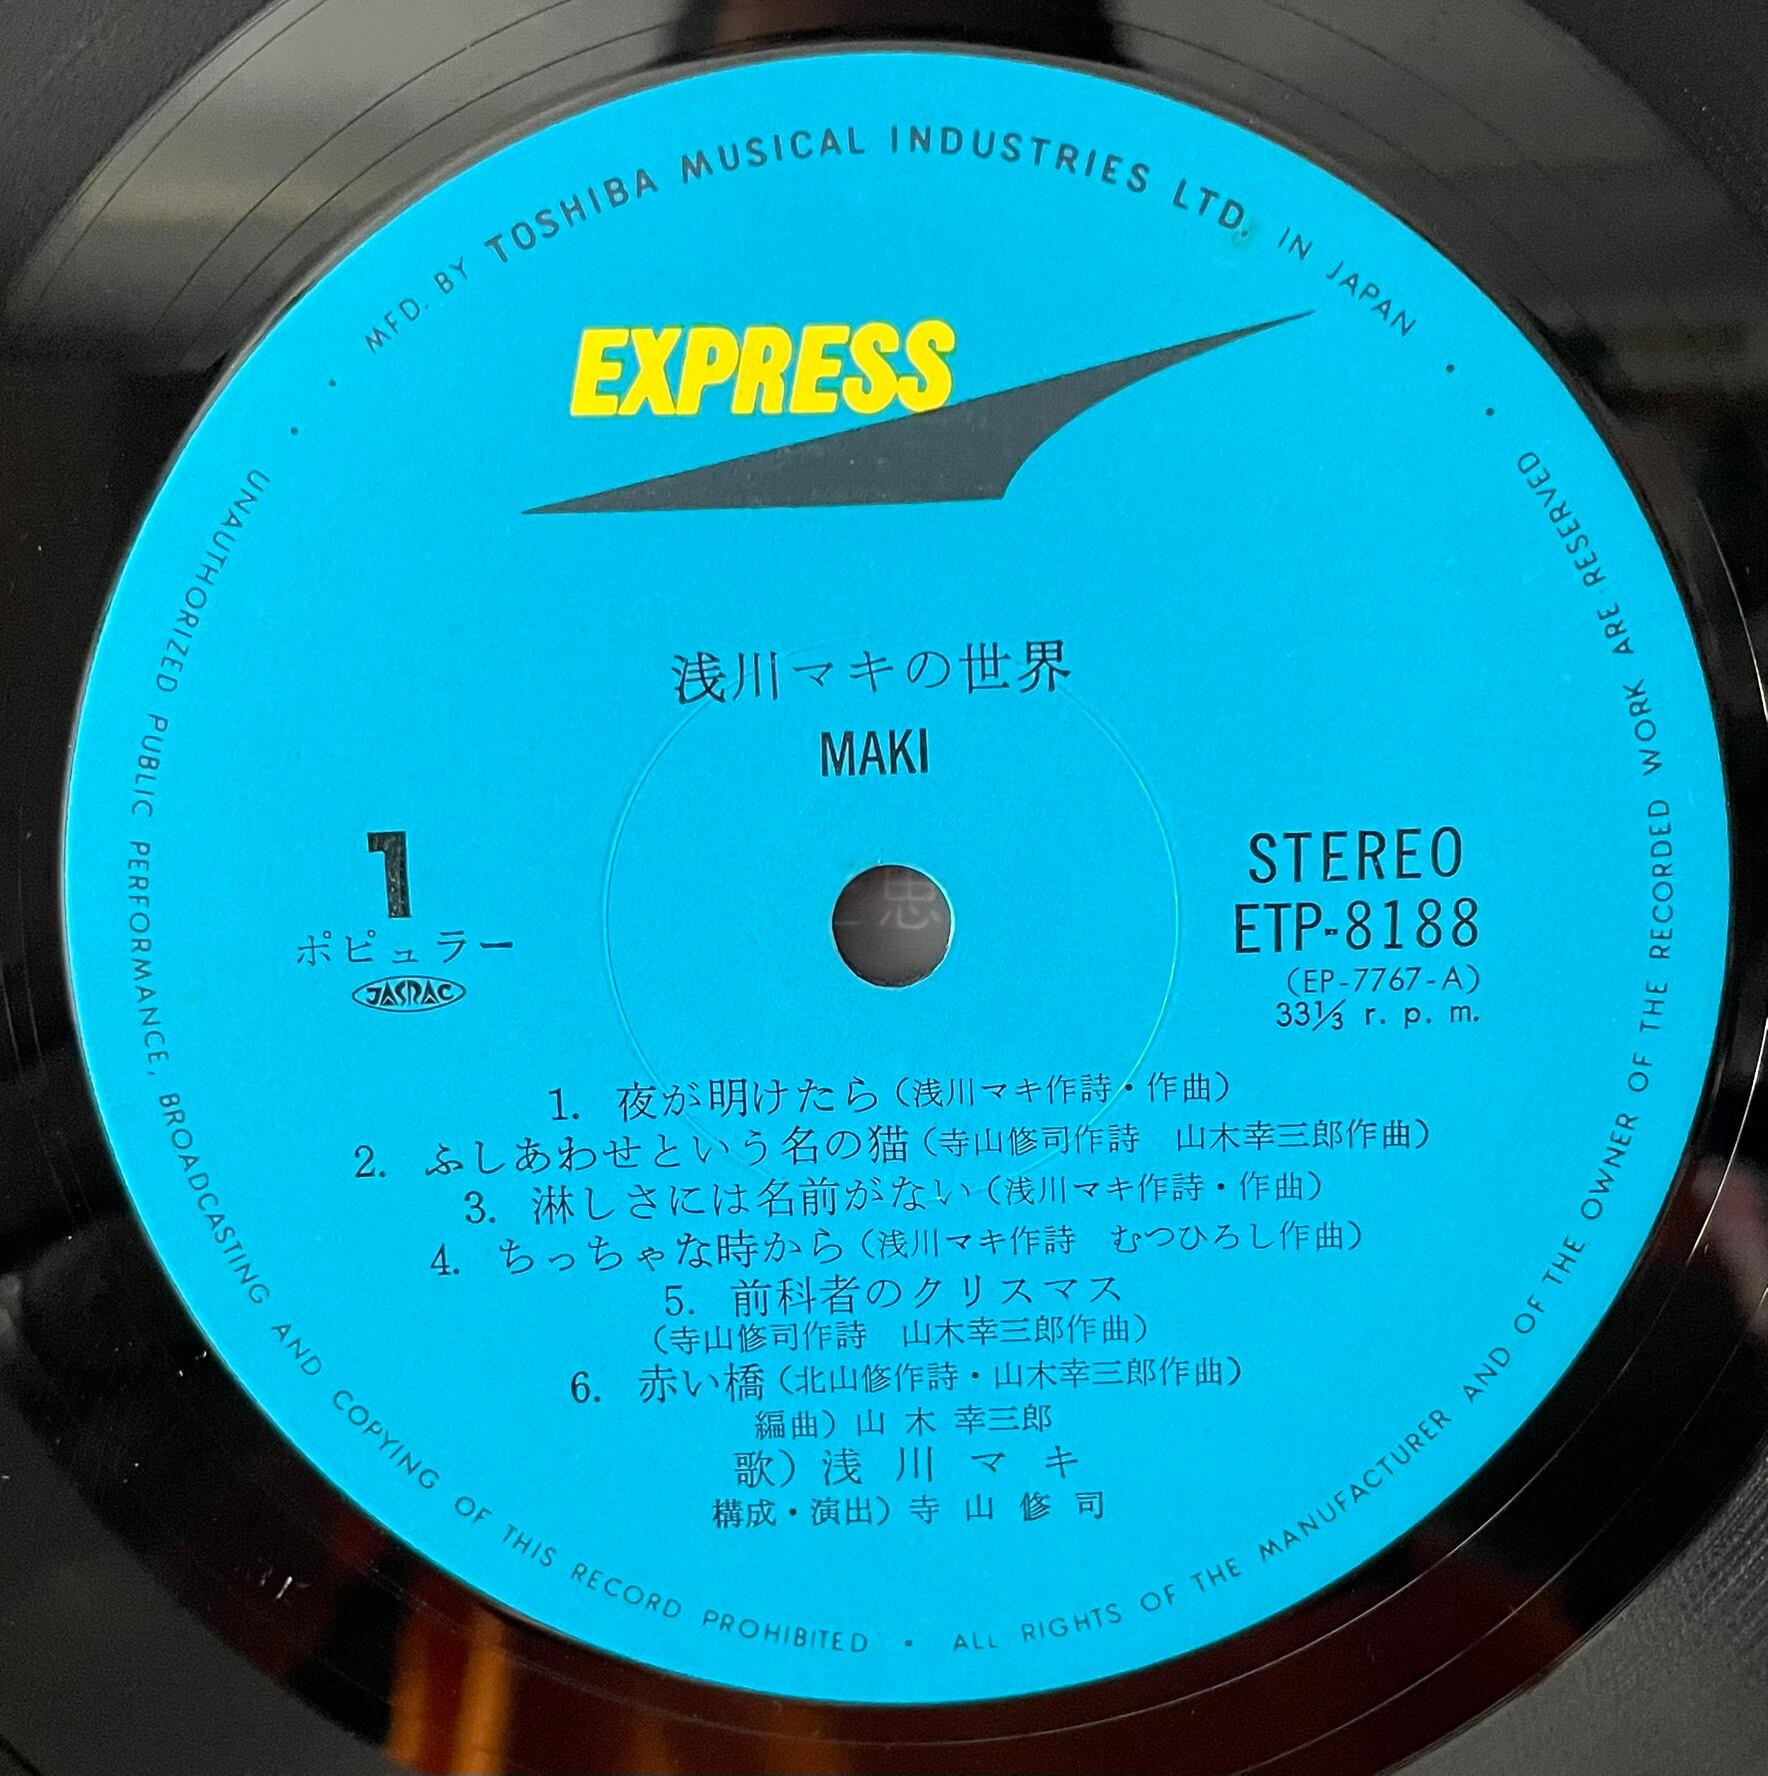 MFD. BY TOSHIBA MUSICAL INDUSTRIES LTD. IN JAPAN
EXPRESS
浅川マキの世界
MAKI
1
ポピュラー
JASRAC
STEREO
ETP-8188
(EP-7767-A)
33⅓ r. p. m.
1. 夜が明けたら(浅川マキ作詩・作曲)
2. ふしあわせという名の猫(寺山修司作詩 山木幸三郎作曲)
3. 淋しさには名前がない(浅川マキ作詩・作曲)
4. ちっちゃな時から(浅川マキ作詩 むつひろし作曲)
5. 前科者のクリスマス
(寺山修司作詩 山木幸三郎作曲)
6. 赤い橋(北山修作詩・山木幸三郎作曲)
編曲) 山 木 幸三郎
歌) 浅 川 マ キ
構成・演出) 寺 山 修 司
UNAUTHORIZED PUBLIC PERFORMANCE, BROADCASTING AND COPYING OF THIS RECORD PROHIBITED • ALL RIGHTS OF THE MANUFACTURER AND OF THE OWNER OF THE RECORDED WORK ARE RESERVED